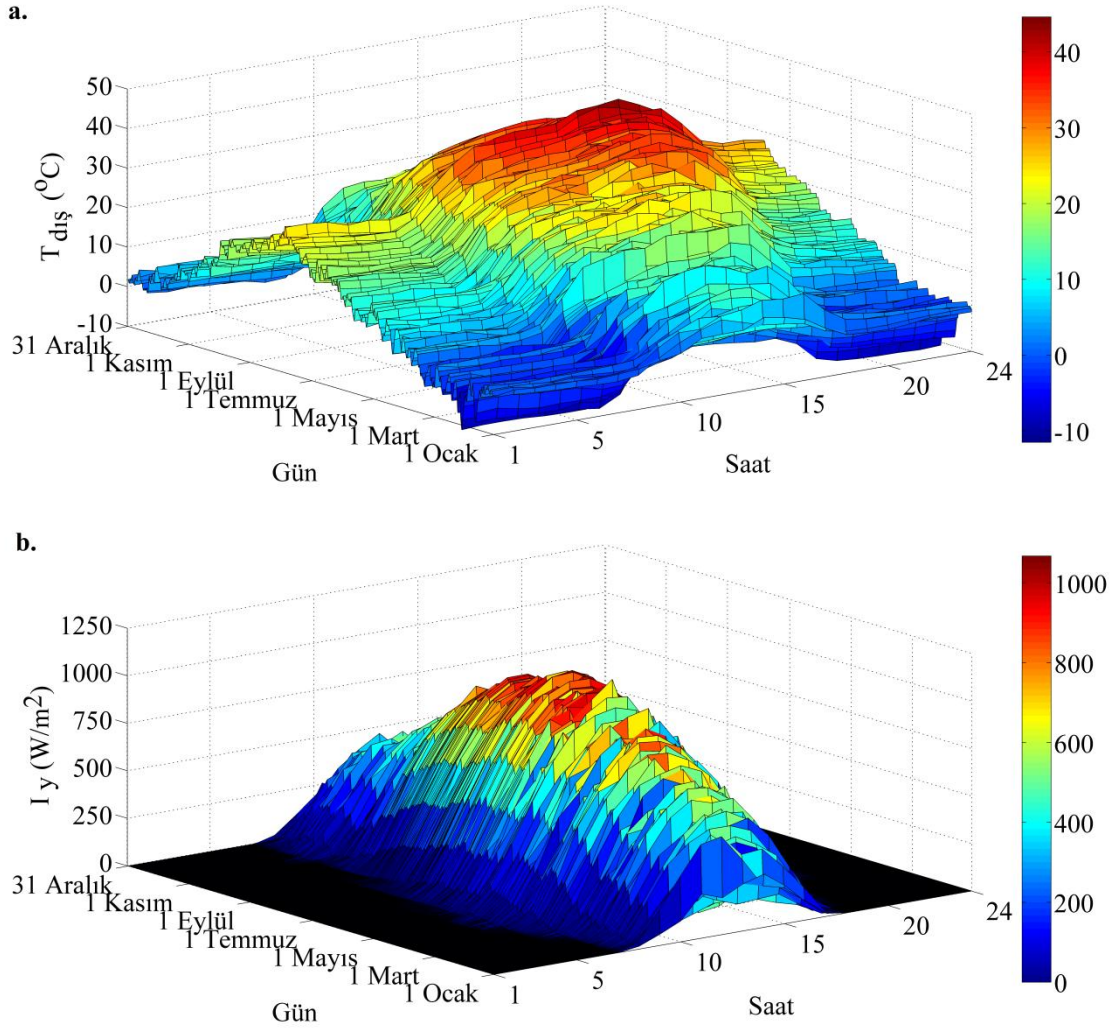 a.
50
40
30
20
10
0
-10
T dış (°C)
31 Aralık
1 Kasım
1 Eylül
1 Temmuz
1 Mayıs
1 Mart
1 Ocak
Gün
1
5
10
15
20
24
Saat
40
30
20
10
0
-10
b.
1250
1000
750
500
250
0
I y (W/m²)
31 Aralık
1 Kasım
1 Eylül
1 Temmuz
1 Mayıs
1 Mart
1 Ocak
Gün
1
5
10
15
20
24
Saat
1000
800
600
400
200
0